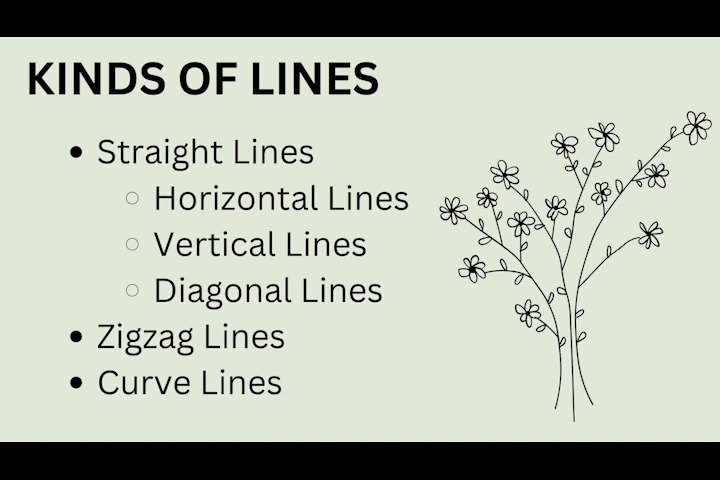 KINDS OF LINES
• Straight Lines
○ Horizontal Lines
○ Vertical Lines
○ Diagonal Lines
• Zigzag Lines
• Curve Lines